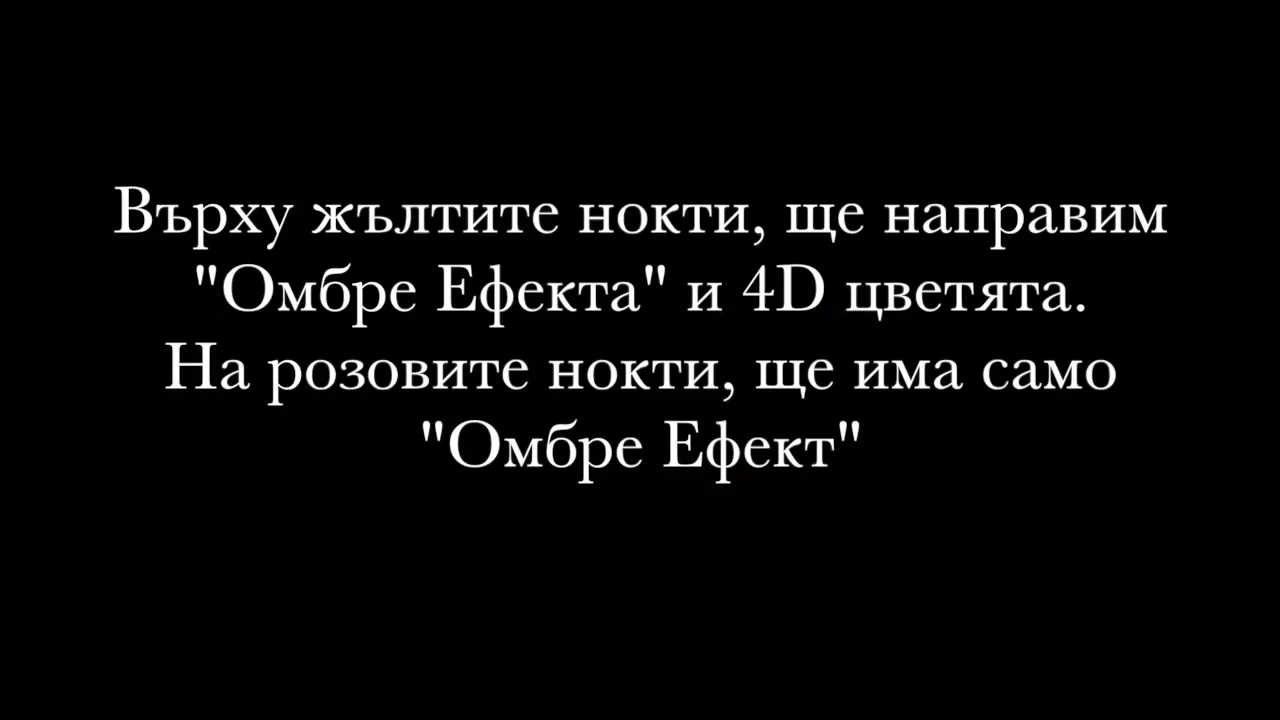 Върху жълтите нокти, ще направим
"Омбре Ефекта" и 4D цветята.
На розовите нокти, ще има само
"Омбре Ефект"